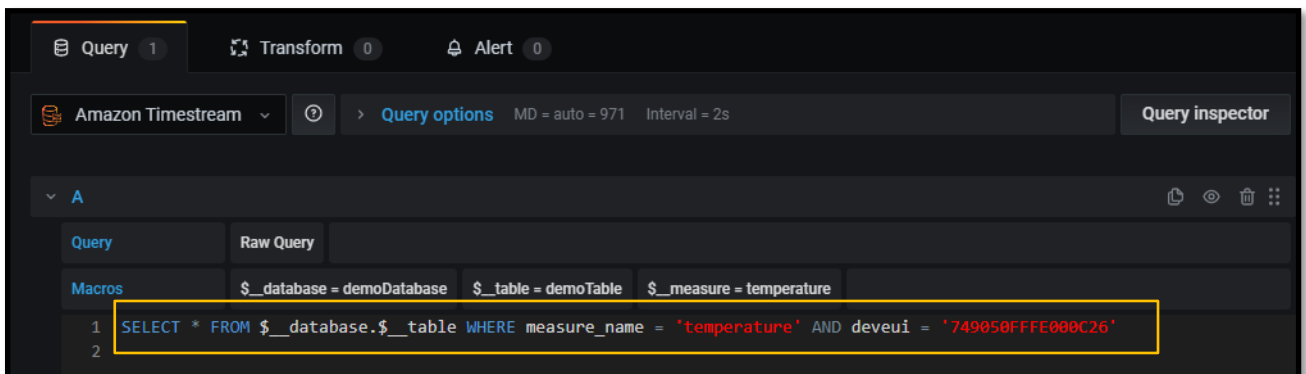 Query 1 Transform 0 Alert 0
Amazon Timestream Query options MD = auto = 971 Interval = 2s Query inspector
A
Query Raw Query
Macros $__database = demoDatabase $__table = demoTable $__measure = temperature
1 SELECT * FROM $__database.$__table WHERE measure_name = 'temperature' AND deveui = '749050FFFE000C26'
2